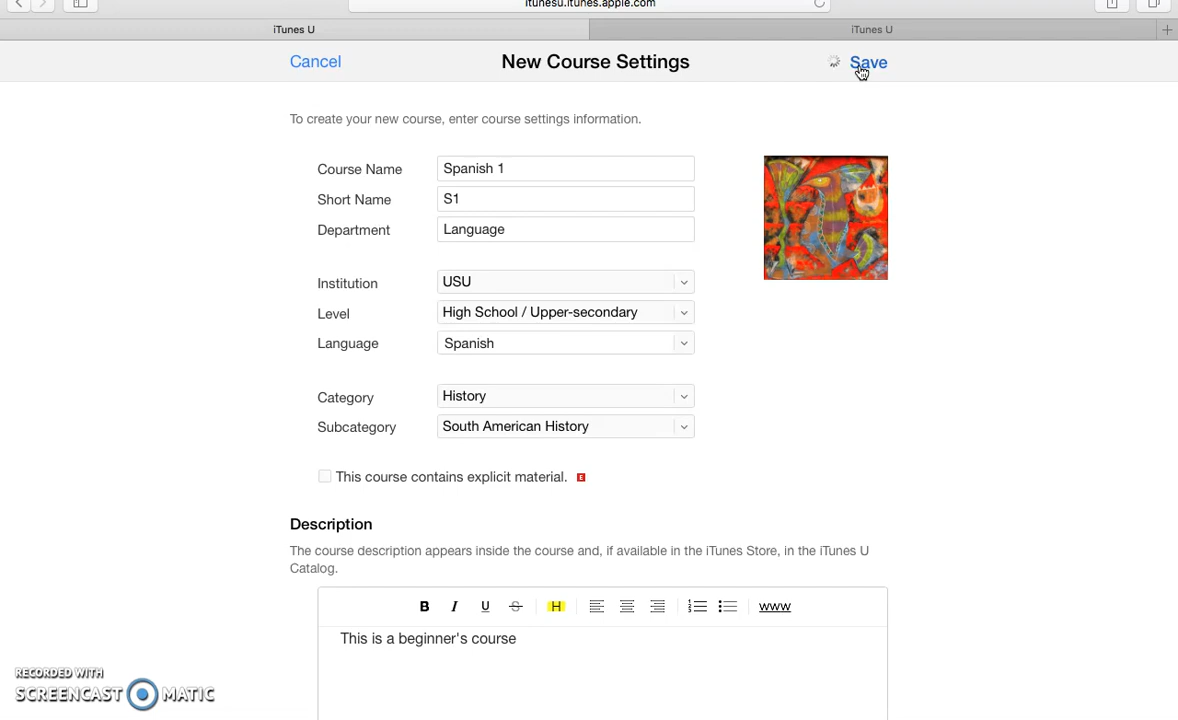 itunesu.itunes.apple.com
iTunes U
iTunes U
Cancel New Course Settings Save
To create your new course, enter course settings information.
Course Name Spanish 1
Short Name S1
Department Language
Institution USU
Level High School / Upper-secondary
Language Spanish
Category History
Subcategory South American History
This course contains explicit material. E
Description
The course description appears inside the course and, if available in the iTunes Store, in the iTunes U
Catalog.
B I U S H www
This is a beginner's course
RECORDED WITH
SCREENCAST MATIC